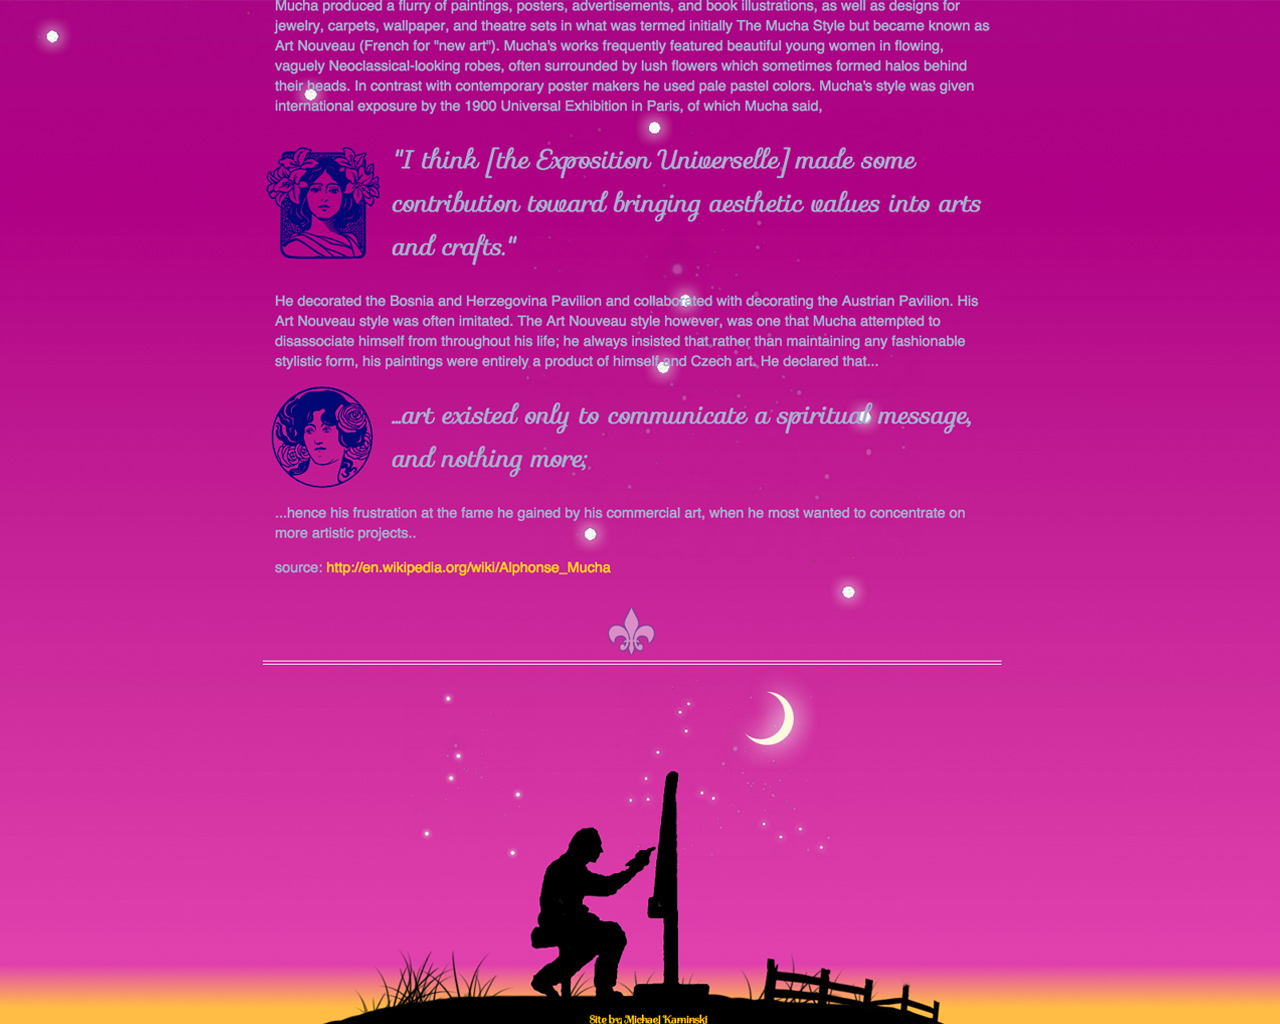 Mucha produced a flurry of paintings, posters, advertisements, and book illustrations, as well as designs for
jewelry, carpets, wallpaper, and theatre sets in what was termed initially The Mucha Style but became known as
Art Nouveau (French for "new art"). Mucha's works frequently featured beautiful young women in flowing,
vaguely Neoclassical-looking robes, often surrounded by lush flowers which sometimes formed halos behind
their heads. In contrast with contemporary poster makers he used pale pastel colors. Mucha's style was given
international exposure by the 1900 Universal Exhibition in Paris, of which Mucha said,
"I think [the Exposition Universelle] made some
contribution toward bringing aesthetic values into arts
and crafts."
He decorated the Bosnia and Herzegovina Pavilion and collaborated with decorating the Austrian Pavilion. His
Art Nouveau style was often imitated. The Art Nouveau style however, was one that Mucha attempted to
disassociate himself from throughout his life; he always insisted that rather than maintaining any fashionable
stylistic form, his paintings were entirely a product of himself and Czech art. He declared that...
...art existed only to communicate a spiritual message,
and nothing more;
...hence his frustration at the fame he gained by his commercial art, when he most wanted to concentrate on
more artistic projects..
source: http://en.wikipedia.org/wiki/Alphonse_Mucha
Site by Michael Kaminski